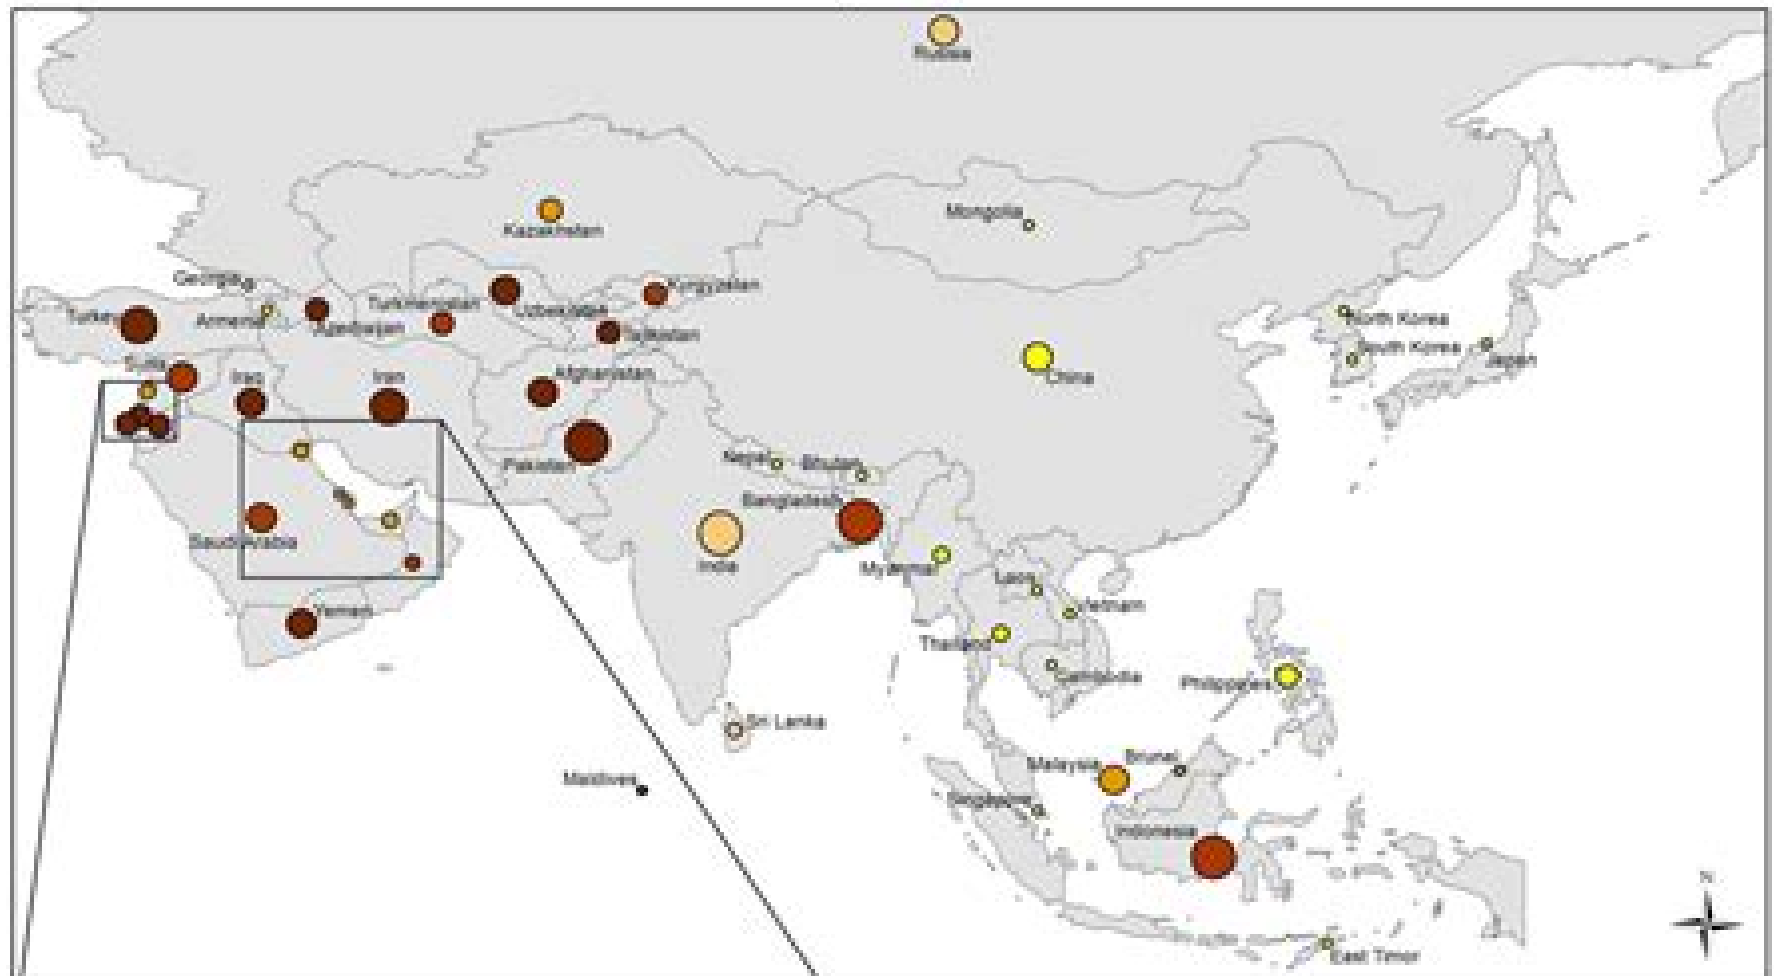 Russia
Kazakhstan
Mongolia
Georgia
Kyrgyzstan
Turkmenistan
Uzbekistan
Turkey
Armenia
Azerbaijan
Tajikistan
North Korea
South Korea
Japan
Syria
Iraq
Iran
Afghanistan
China
Pakistan
Nepal
Bhutan
Bangladesh
Saudi Arabia
India
Myanmar
Laos
Vietnam
Yemen
Thailand
Cambodia
Philippines
Sri Lanka
Malaysia
Brunei
Maldives
Singapore
Indonesia
N
East Timor